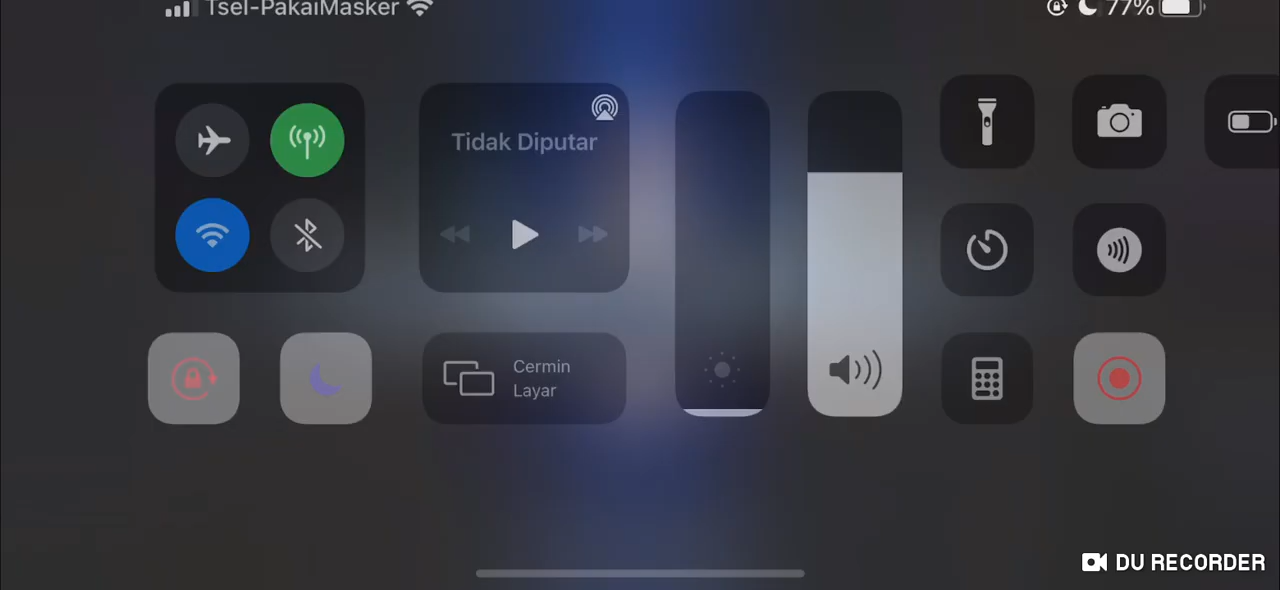 Tsel-PakaiMasker
77%
Tidak Diputar
Cermin
Layar
DU RECORDER